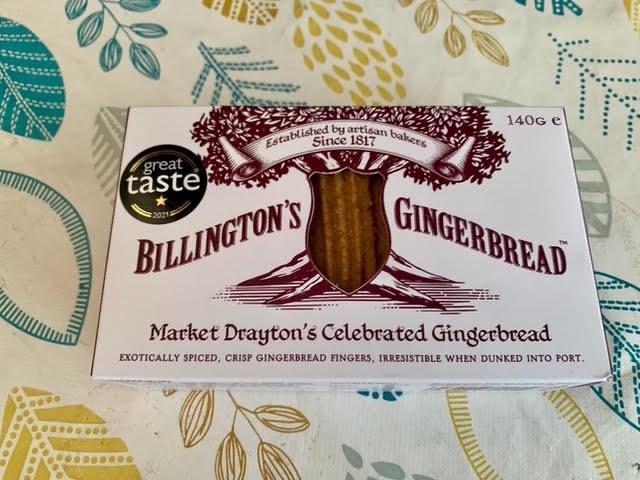 140G e
Established by artisan bakers
Since 1817
great
taste
2021
BILLINGTON'S GINGERBREAD™
Market Drayton's Celebrated Gingerbread
EXOTICALLY SPICED, CRISP GINGERBREAD FINGERS, IRRESISTIBLE WHEN DUNKED INTO PORT.